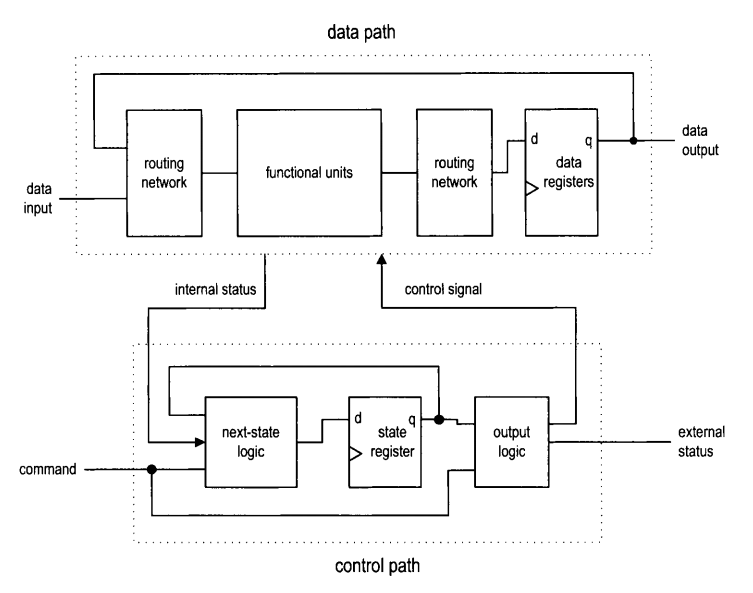 data path
routing
network
functional units
routing
network
d
q
data
registers
data
output
data
input
internal status
control signal
next-state
logic
d
q
state
register
output
logic
external
status
command
control path